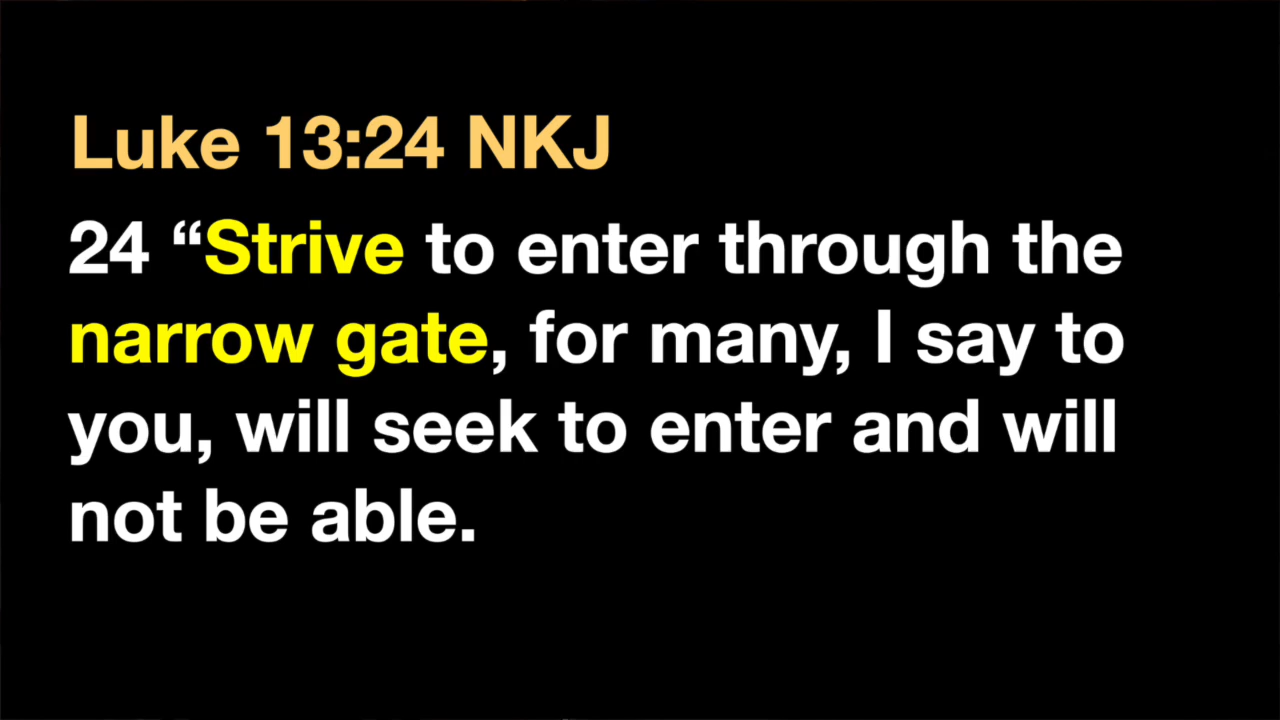 Luke 13:24 NKJ
24 “Strive to enter through the
narrow gate, for many, I say to
you, will seek to enter and will
not be able.